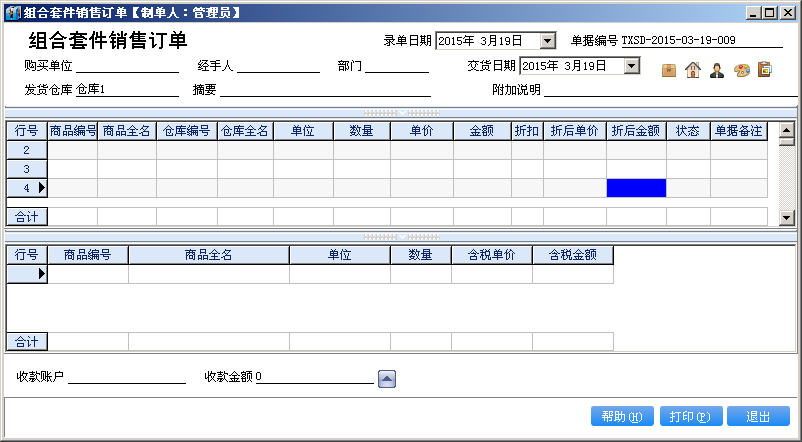 组合套件销售订单【制单人：管理员】
组合套件销售订单 录单日期 2015年 3月19日 单据编号 TXSD-2015-03-19-009
购买单位 经手人 部门 交货日期 2015年 3月19日
发货仓库 仓库1 摘要 附加说明
行号 商品编号 商品全名 仓库编号 仓库全名 单位 数量 单价 金额 折扣 折后单价 折后金额 状态 单据备注
2
3
4
合计
行号 商品编号 商品全名 单位 数量 含税单价 含税金额
合计
收款账户 收款金额 0
帮助(H) 打印(P) 退出